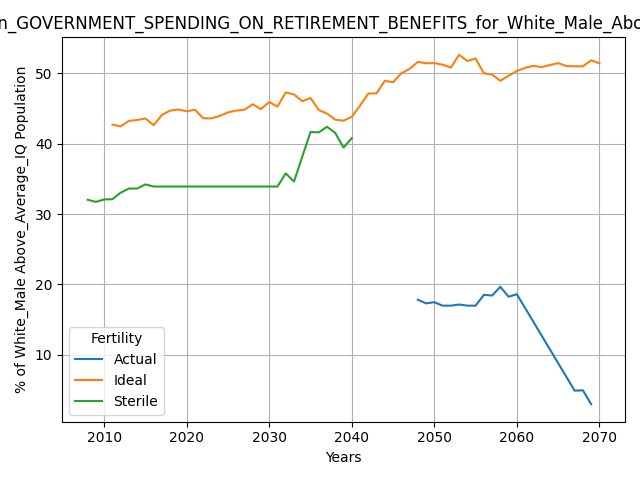 n_GOVERNMENT_SPENDING_ON_RETIREMENT_BENEFITS_for_White_Male_Abo
% of White_Male Above_Average_IQ Population
50
40
30
20
10
Fertility
Actual
Ideal
Sterile
2010 2020 2030 2040 2050 2060 2070
Years